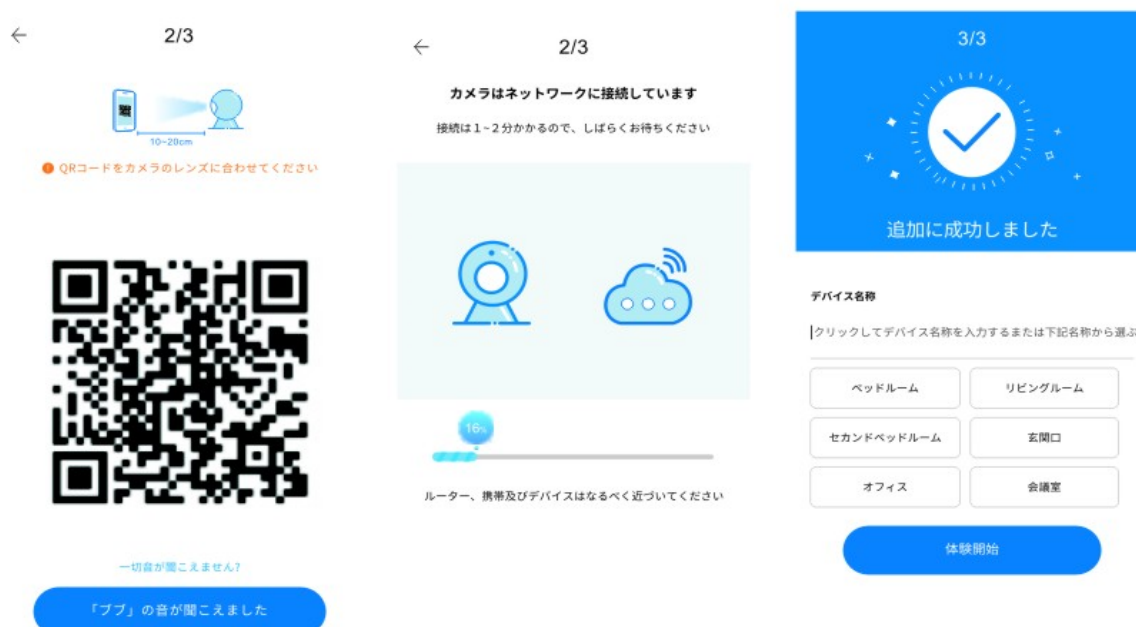 2/3
10~20cm
QRコードをカメラのレンズに合わせてください
一切音が聞こえません?
「ブブ」の音が聞こえました
2/3
カメラはネットワークに接続しています
接続は1~2分かかるので、しばらくお待ちください
16%
ルーター、携帯及びデバイスはなるべく近づいてください
3/3
追加に成功しました
デバイス名称
クリックしてデバイス名称を入力するまたは下記名称から選ぶ
ベッドルーム
リビングルーム
セカンドベッドルーム
玄関口
オフィス
会議室
体験開始